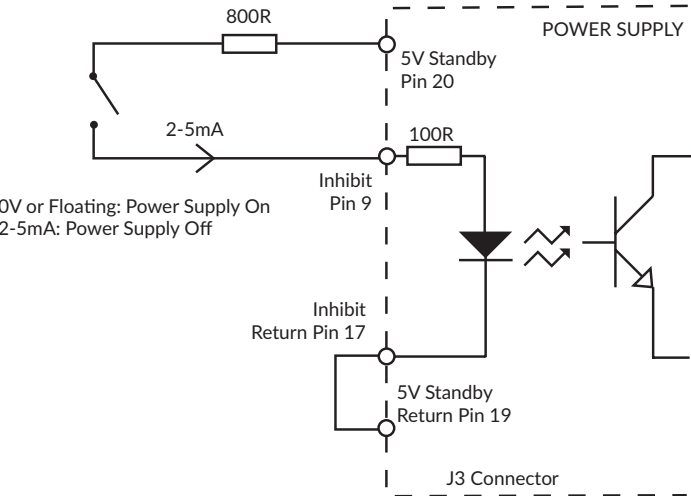 800R
POWER SUPPLY
5V Standby
Pin 20
2-5mA
100R
Inhibit
Pin 9
0V or Floating: Power Supply On
2-5mA: Power Supply Off
Inhibit
Return Pin 17
5V Standby
Return Pin 19
J3 Connector